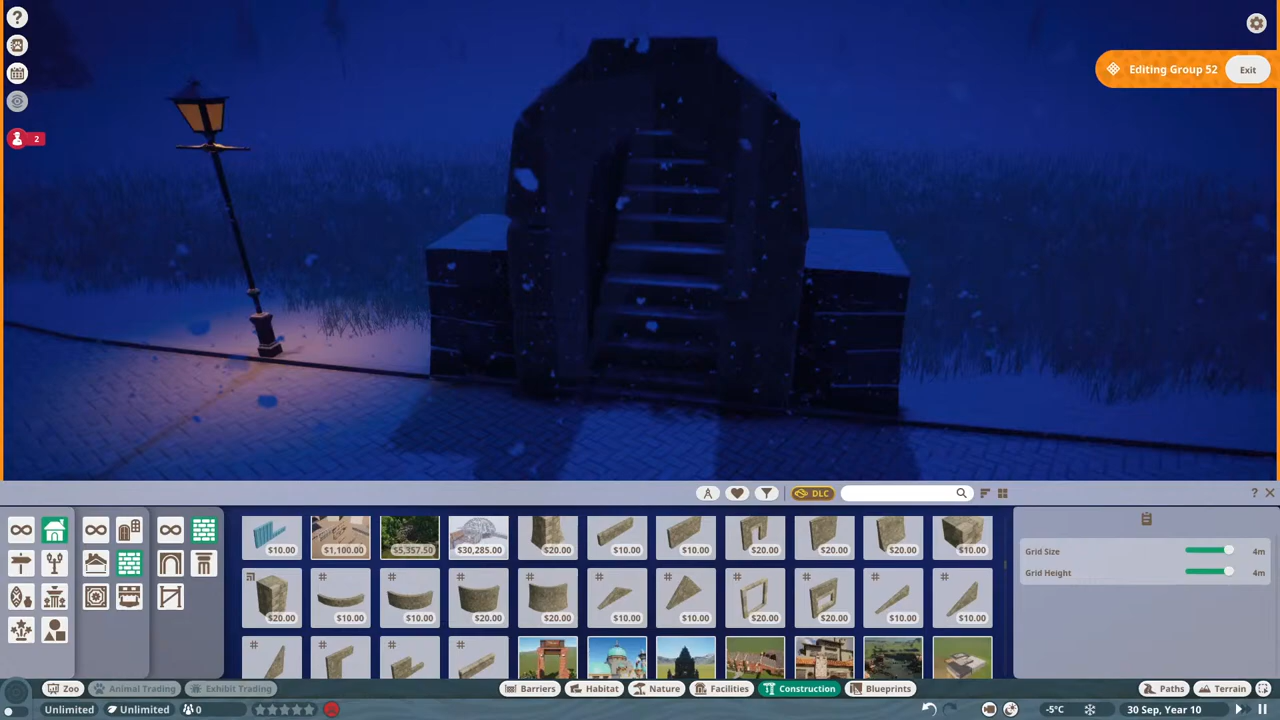 ?
Editing Group 52
Exit
2
DLC
?
$10.00
$1,100.00
$5,357.50
$30,285.00
$20.00
$10.00
$10.00
$20.00
$20.00
$20.00
$10.00
$20.00
$10.00
$10.00
$20.00
$20.00
$10.00
$10.00
$20.00
$20.00
$10.00
$10.00
Grid Size 4m
Grid Height 4m
Zoo
Animal Trading
Exhibit Trading
Barriers
Habitat
Nature
Facilities
Construction
Blueprints
Paths
Terrain
Unlimited
Unlimited
0
-5°C
30 Sep, Year 10